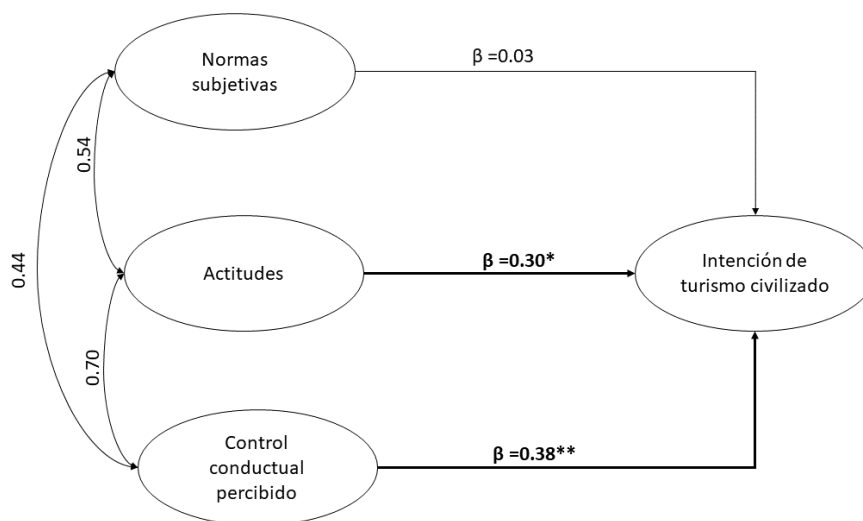 Normas
subjetivas
β =0.03
0.54
0.44
Actitudes
β =0.30*
Intención de
turismo civilizado
0.70
Control
conductual
percibido
β =0.38**